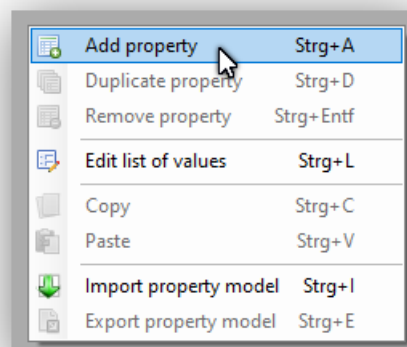 Add property Strg+A
Duplicate property Strg+D
Remove property Strg+Entf
Edit list of values Strg+L
Copy Strg+C
Paste Strg+V
Import property model Strg+I
Export property model Strg+E